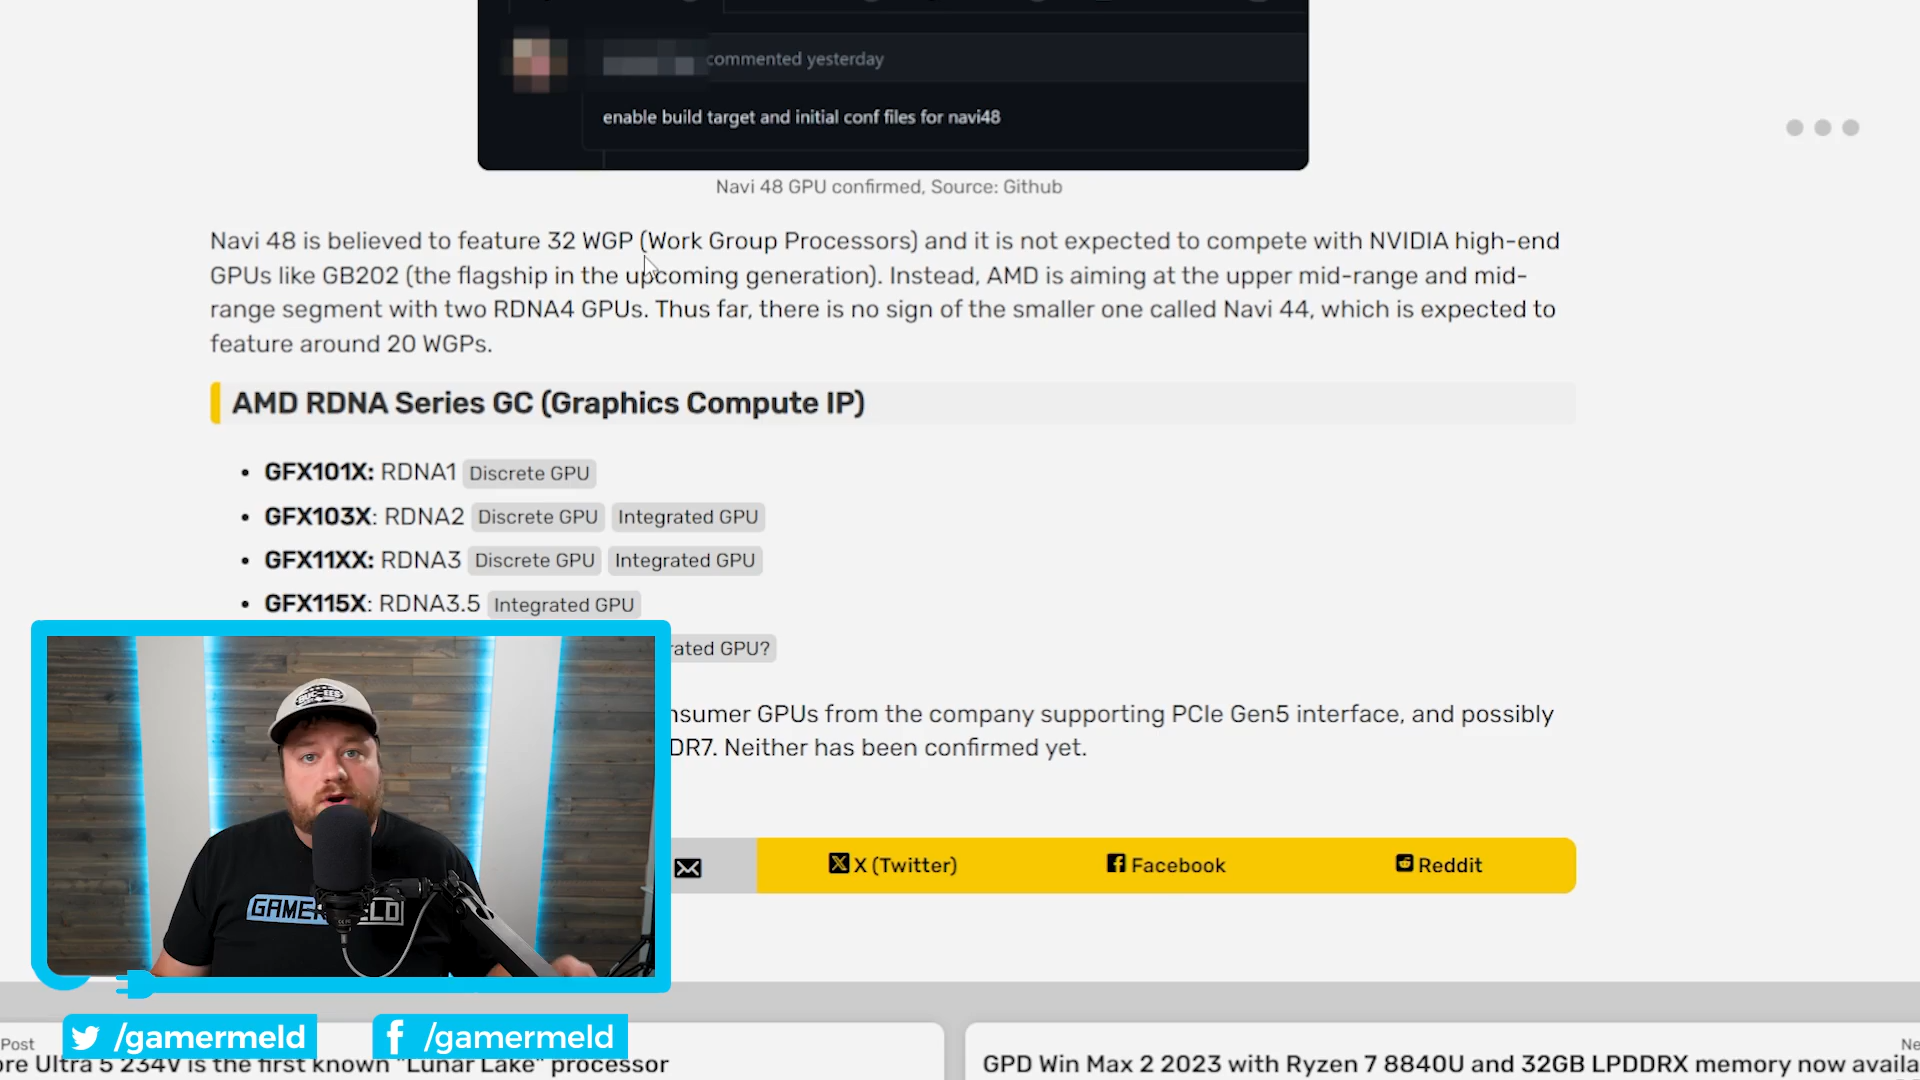 commented yesterday
enable build target and initial conf files for navi48
Navi 48 GPU confirmed, Source: Github
Navi 48 is believed to feature 32 WGP (Work Group Processors) and it is not expected to compete with NVIDIA high-end
GPUs like GB202 (the flagship in the upcoming generation). Instead, AMD is aiming at the upper mid-range and mid-
range segment with two RDNA4 GPUs. Thus far, there is no sign of the smaller one called Navi 44, which is expected to
feature around 20 WGPs.
AMD RDNA Series GC (Graphics Compute IP)
• GFX101X: RDNA1 Discrete GPU
• GFX103X: RDNA2 Discrete GPU Integrated GPU
• GFX11XX: RDNA3 Discrete GPU Integrated GPU
• GFX115X: RDNA3.5 Integrated GPU
rated GPU?
nsumer GPUs from the company supporting PCIe Gen5 interface, and possibly
DR7. Neither has been confirmed yet.
X (Twitter) Facebook Reddit
/gamermeld /gamermeld
Post
ore Ultra 5 234V is the first known "Lunar Lake" processor
Ne
GPD Win Max 2 2023 with Ryzen 7 8840U and 32GB LPDDRX memory now availa